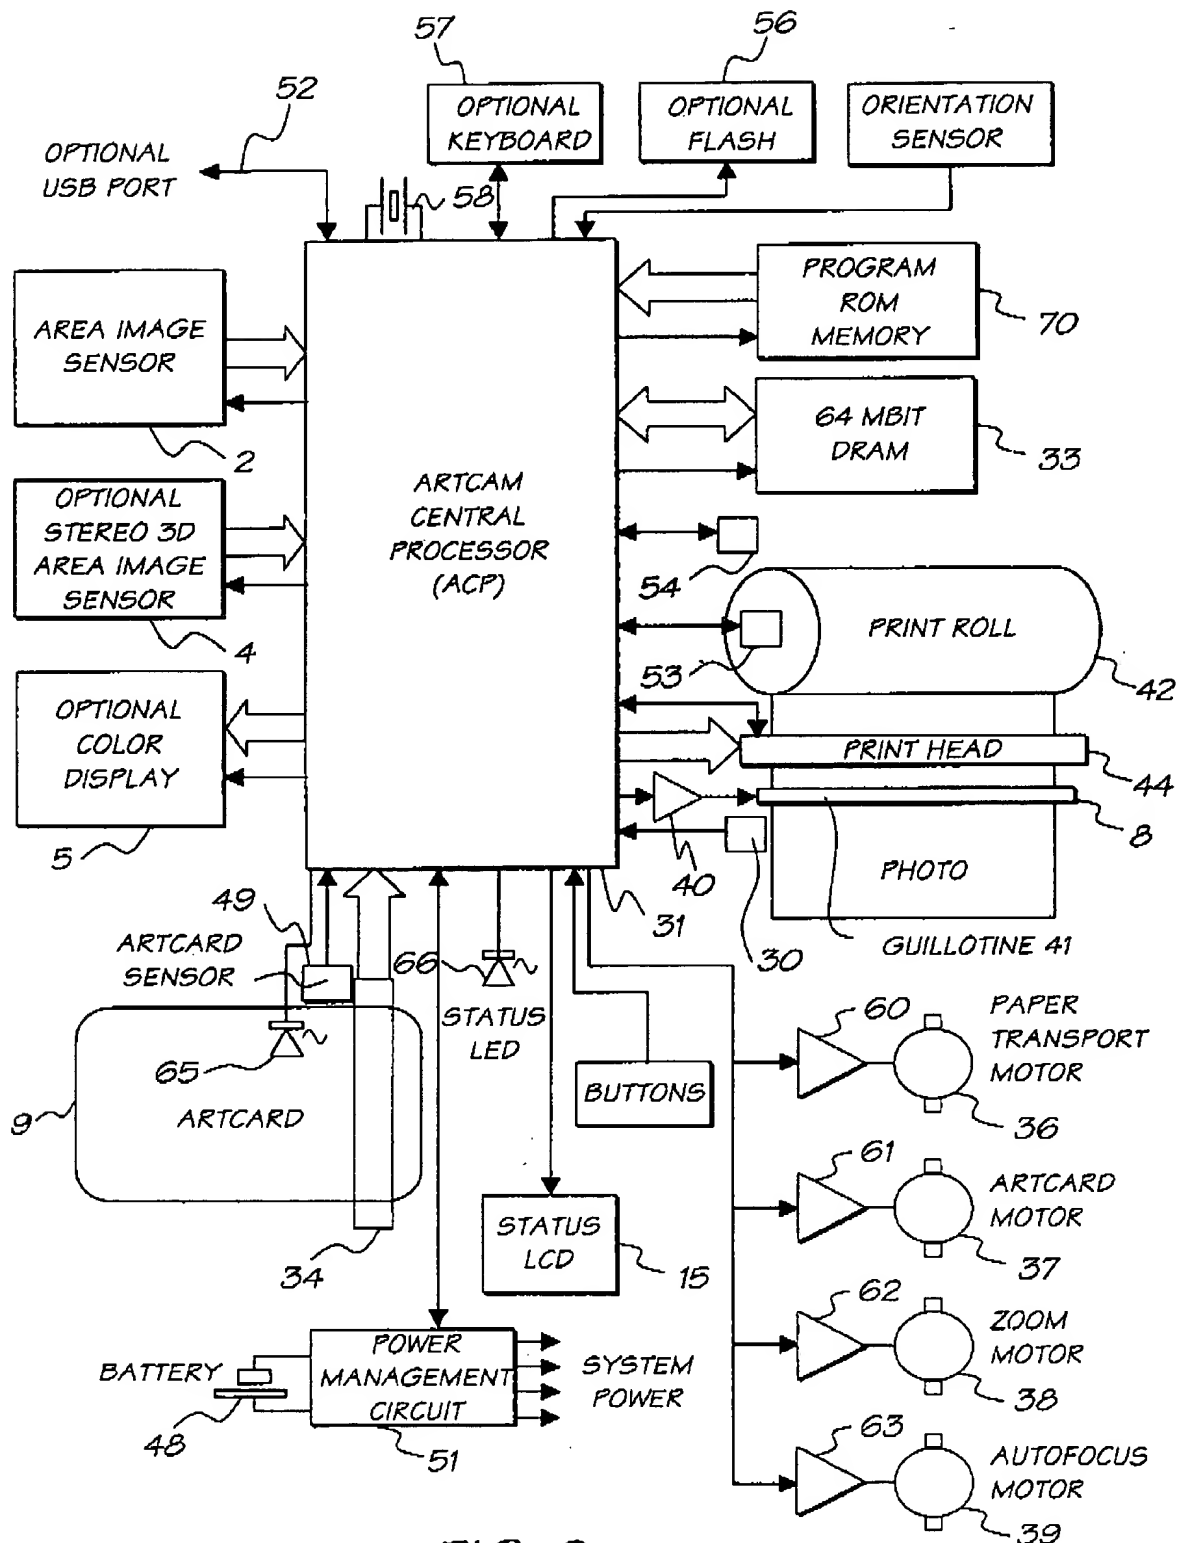 57
56
52
OPTIONAL
KEYBOARD
OPTIONAL
FLASH
ORIENTATION
SENSOR
OPTIONAL
USB PORT
58
AREA IMAGE
SENSOR
2
PROGRAM
ROM
MEMORY
70
64 MBIT
DRAM
33
OPTIONAL
STEREO 3D
AREA IMAGE
SENSOR
4
ARTCAM
CENTRAL
PROCESSOR
(ACP)
54
53
PRINT ROLL
42
OPTIONAL
COLOR
DISPLAY
5
PRINT HEAD
44
8
40
30
31
PHOTO
GUILLOTINE 41
49
ARTCARD
SENSOR
66
STATUS
LED
65
9
ARTCARD
34
BUTTONS
STATUS
LCD
15
60
PAPER
TRANSPORT
MOTOR
36
61
ARTCARD
MOTOR
37
62
ZOOM
MOTOR
38
63
AUTOFOCUS
MOTOR
39
BATTERY
48
POWER
MANAGEMENT
CIRCUIT
51
SYSTEM
POWER